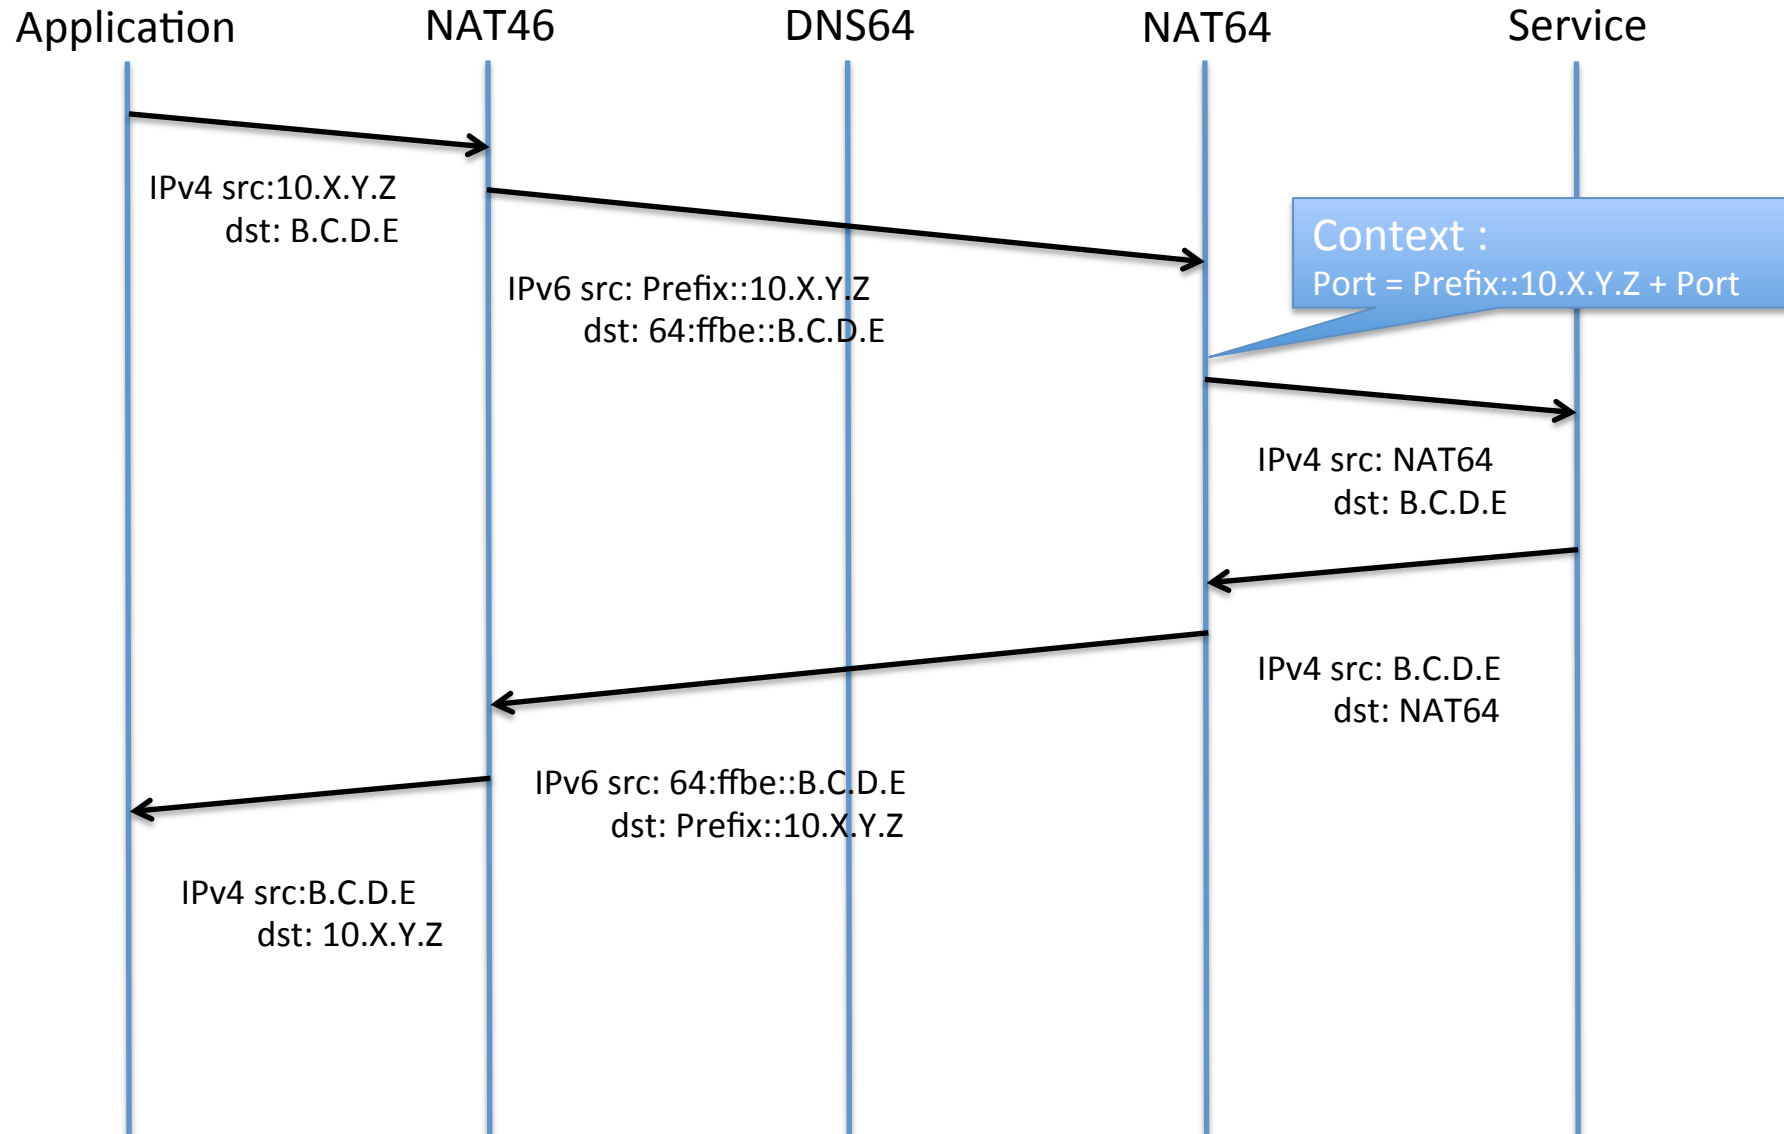 Application
NAT46
DNS64
NAT64
Service
IPv4 src:10.X.Y.Z
dst: B.C.D.E
IPv6 src: Prefix::10.X.Y.Z
dst: 64:ffbe::B.C.D.E
Context :
Port = Prefix::10.X.Y.Z + Port
IPv4 src: NAT64
dst: B.C.D.E
IPv4 src: B.C.D.E
dst: NAT64
IPv6 src: 64:ffbe::B.C.D.E
dst: Prefix::10.X.Y.Z
IPv4 src:B.C.D.E
dst: 10.X.Y.Z